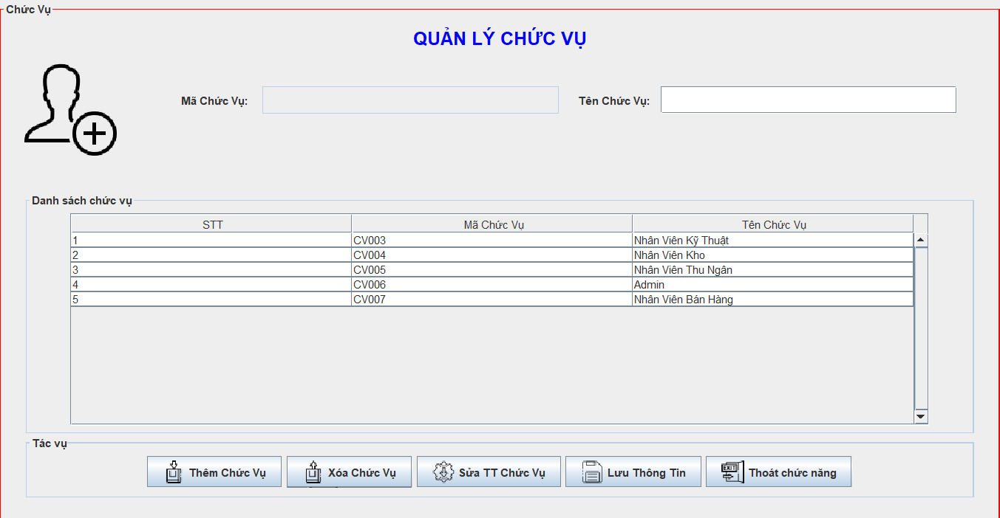 Chức Vụ
QUẢN LÝ CHỨC VỤ
Mã Chức Vụ: Tên Chức Vụ:
Danh sách chức vụ
STT Mã Chức Vụ Tên Chức Vụ
1 CV003 Nhân Viên Kỹ Thuật
2 CV004 Nhân Viên Kho
3 CV005 Nhân Viên Thu Ngân
4 CV006 Admin
5 CV007 Nhân Viên Bán Hàng
Tác vụ
Thêm Chức Vụ Xóa Chức Vụ Sửa TT Chức Vụ Lưu Thông Tin EXIT Thoát chức năng